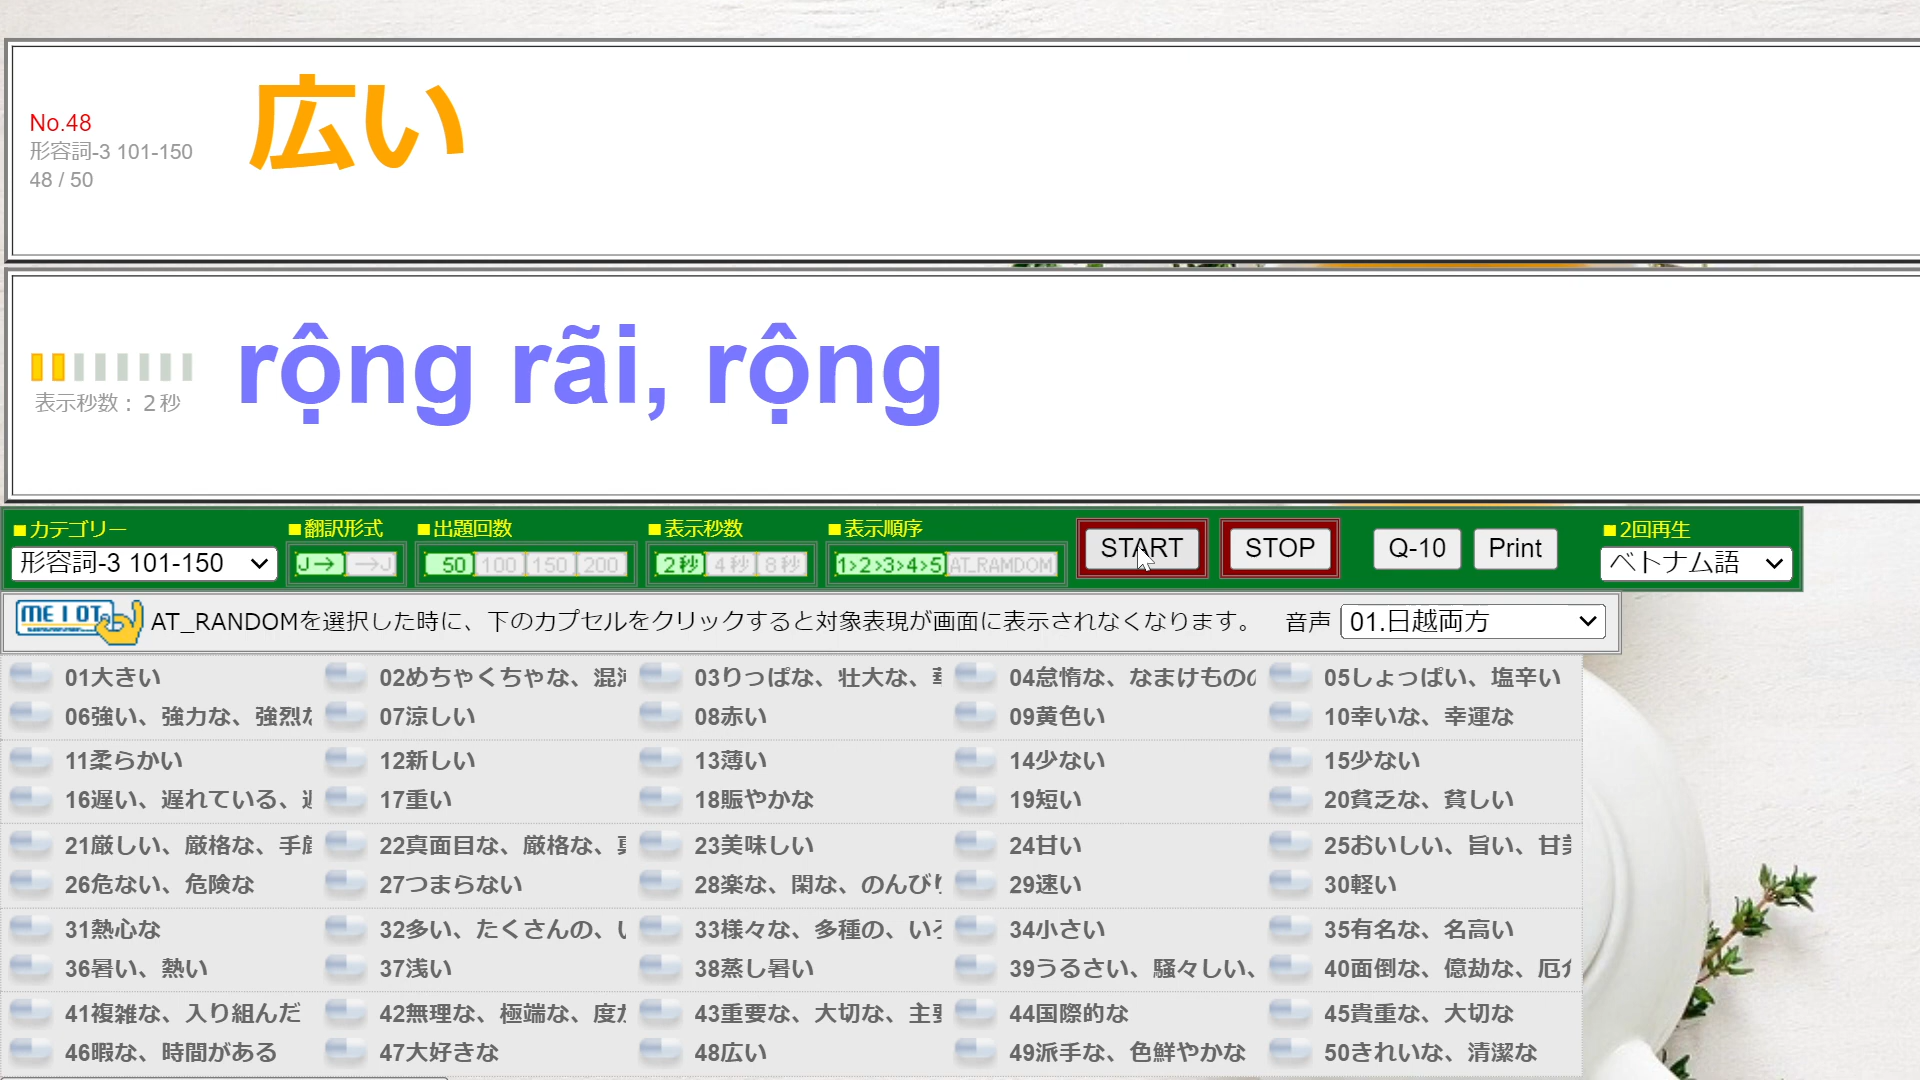 No.48
形容詞-3 101-150
48 / 50
広い
rộng rãi, rộng
表示秒数：２秒
■カテゴリー ■翻訳形式 ■出題回数 ■表示秒数 ■表示順序 ■2回再生
形容詞-3 101-150 J→ →J 50 100 150 200 2秒 4秒 8秒 1>2>3>4>5 AT_RAMDOM START STOP Q-10 Print ベトナム語
AT_RANDOMを選択した時に、下のカプセルをクリックすると対象表現が画面に表示されなくなります。 音声 01.日越両方
01大きい 02めちゃくちゃな、混 03りっぱな、壮大な、 04怠惰な、なまけもの 05しょっぱい、塩辛い
06強い、強力な、強烈な 07涼しい 08赤い 09黄色い 10幸いな、幸運な
11柔らかい 12新しい 13薄い 14少ない 15少ない
16遅い、遅れている、 17重い 18賑やかな 19短い 20貧乏な、貧しい
21厳しい、厳格な、手 22真面目な、厳格な、 23美味しい 24甘い 25おいしい、旨い、甘
26危ない、危険な 27つまらない 28楽な、閑な、のんび 29速い 30軽い
31熱心な 32多い、たくさんの、 33様々な、多種の、い 34小さい 35有名な、名高い
36暑い、熱い 37浅い 38蒸し暑い 39うるさい、騒々しい、 40面倒な、億劫な、厄
41複雑な、入り組んだ 42無理な、極端な、度 43重要な、大切な、主 44国際的な 45貴重な、大切な
46暇な、時間がある 47大好きな 48広い 49派手な、色鮮やかな 50きれいな、清潔な